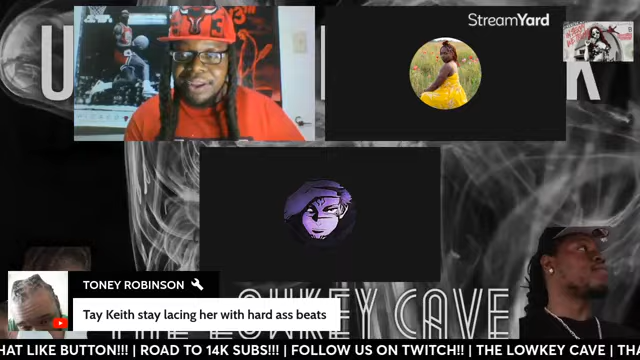 StreamYard
U
K
TONEY ROBINSON
Tay Keith stay lacing her with hard ass beats
THE LOWKEY CAVE
HAT LIKE BUTTON!!! | ROAD TO 14K SUBS!!! | FOLLOW US ON TWITCH!! | THE LOWKEY CAVE | THA